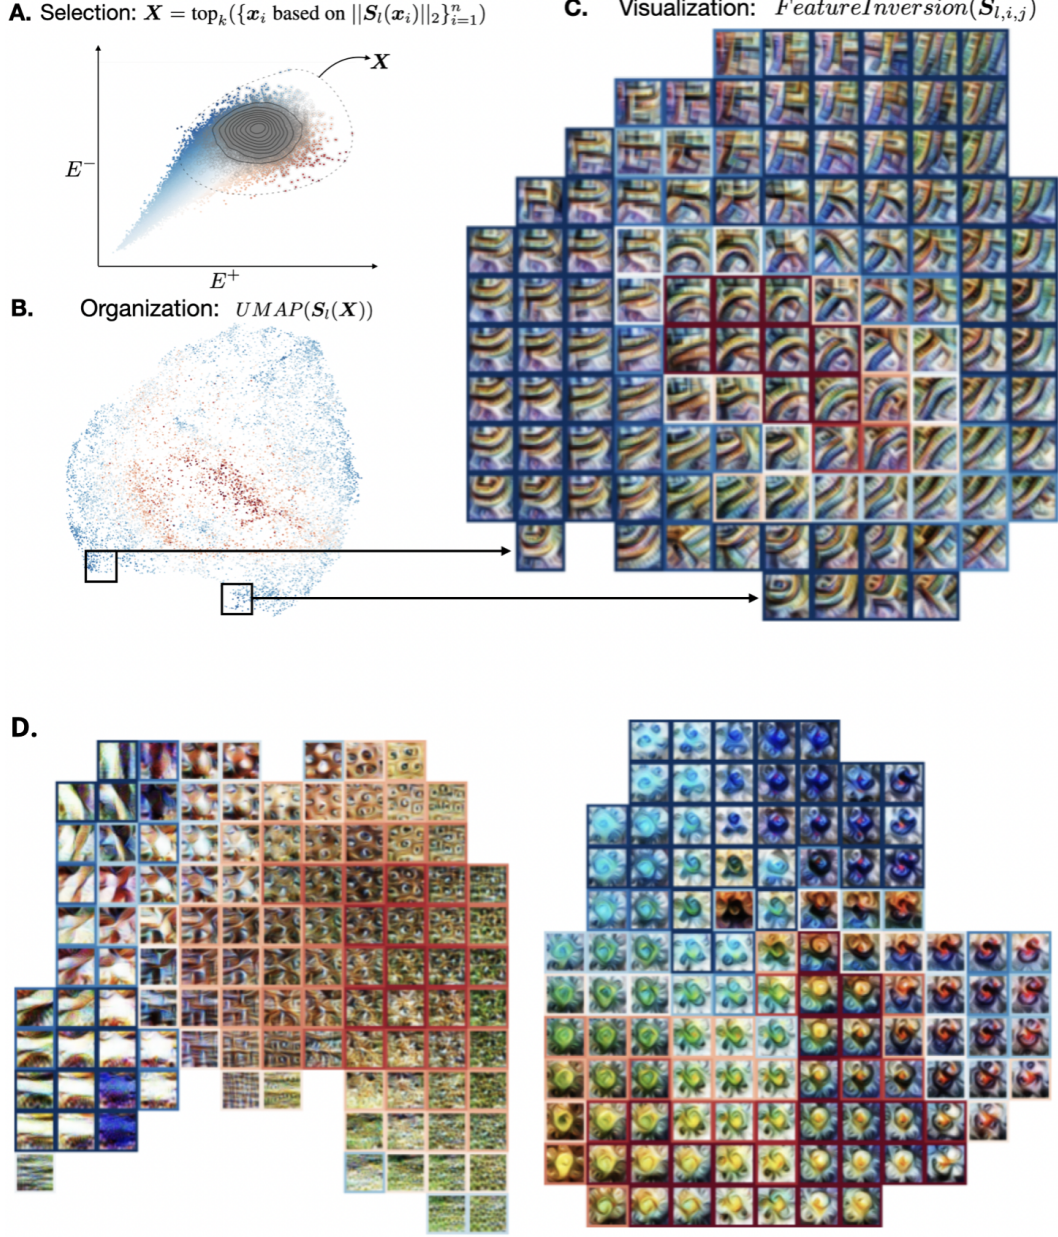 A. Selection: X = top_k({x_i based on ||S_l(x_i)||_2}_{i=1}^n)
X
E^-
E^+
B. Organization: UMAP(S_l(X))
C. Visualization: FeatureInversion(S_{l,i,j})
D.